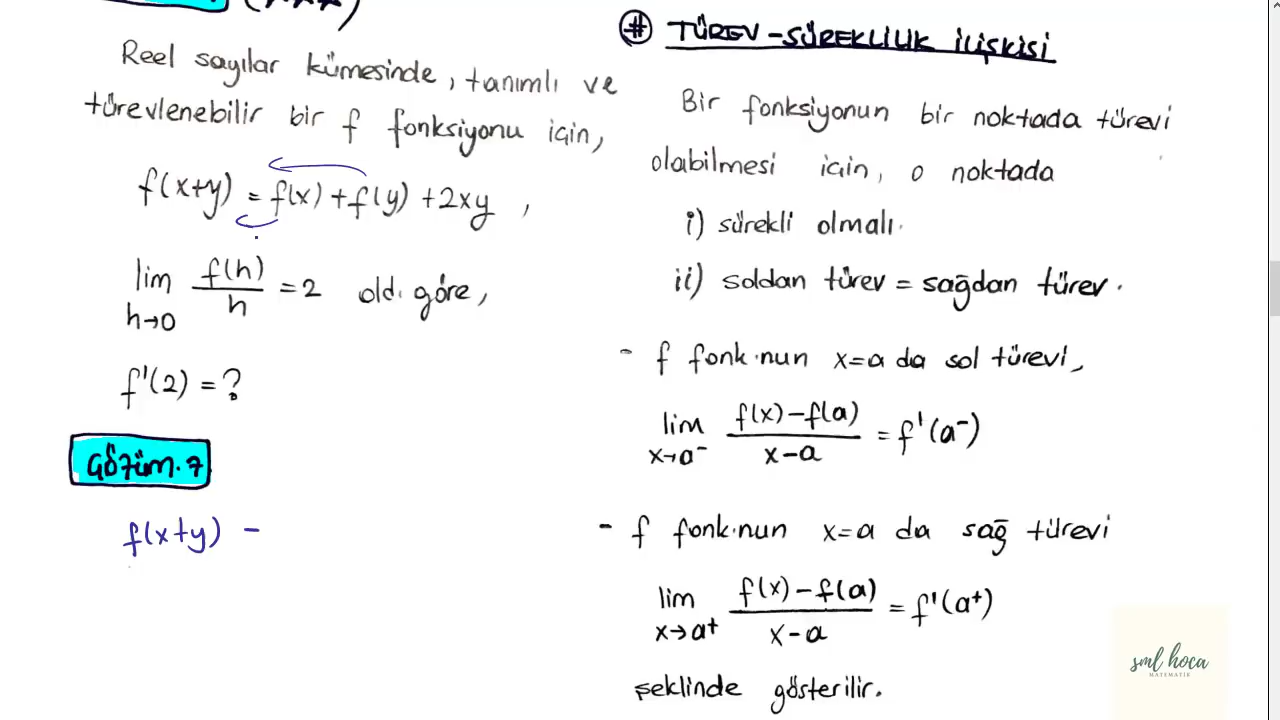 (***)
Reel sayılar kümesinde, tanımlı ve
türevlenebilir bir f fonksiyonu için,
f(x+y) = f(x) + f(y) + 2xy ,
lim h→0 f(h)/h = 2 old. göre,
f'(2) = ?
Çözüm.7
f(x+y) -
# TÜREV-SÜREKLİLİK İLİŞKİSİ
Bir fonksiyonun bir noktada türevi
olabilmesi için, o noktada
i) sürekli olmalı.
ii) soldan türev = sağdan türev.
- f fonk.nun x=a da sol türevi,
lim x→a⁻ f(x)-f(a)/x-a = f'(a⁻)
- f fonk.nun x=a da sağ türevi
lim x→a⁺ f(x)-f(a)/x-a = f'(a⁺)
şeklinde gösterilir.
sml hoca
MATEMATİK